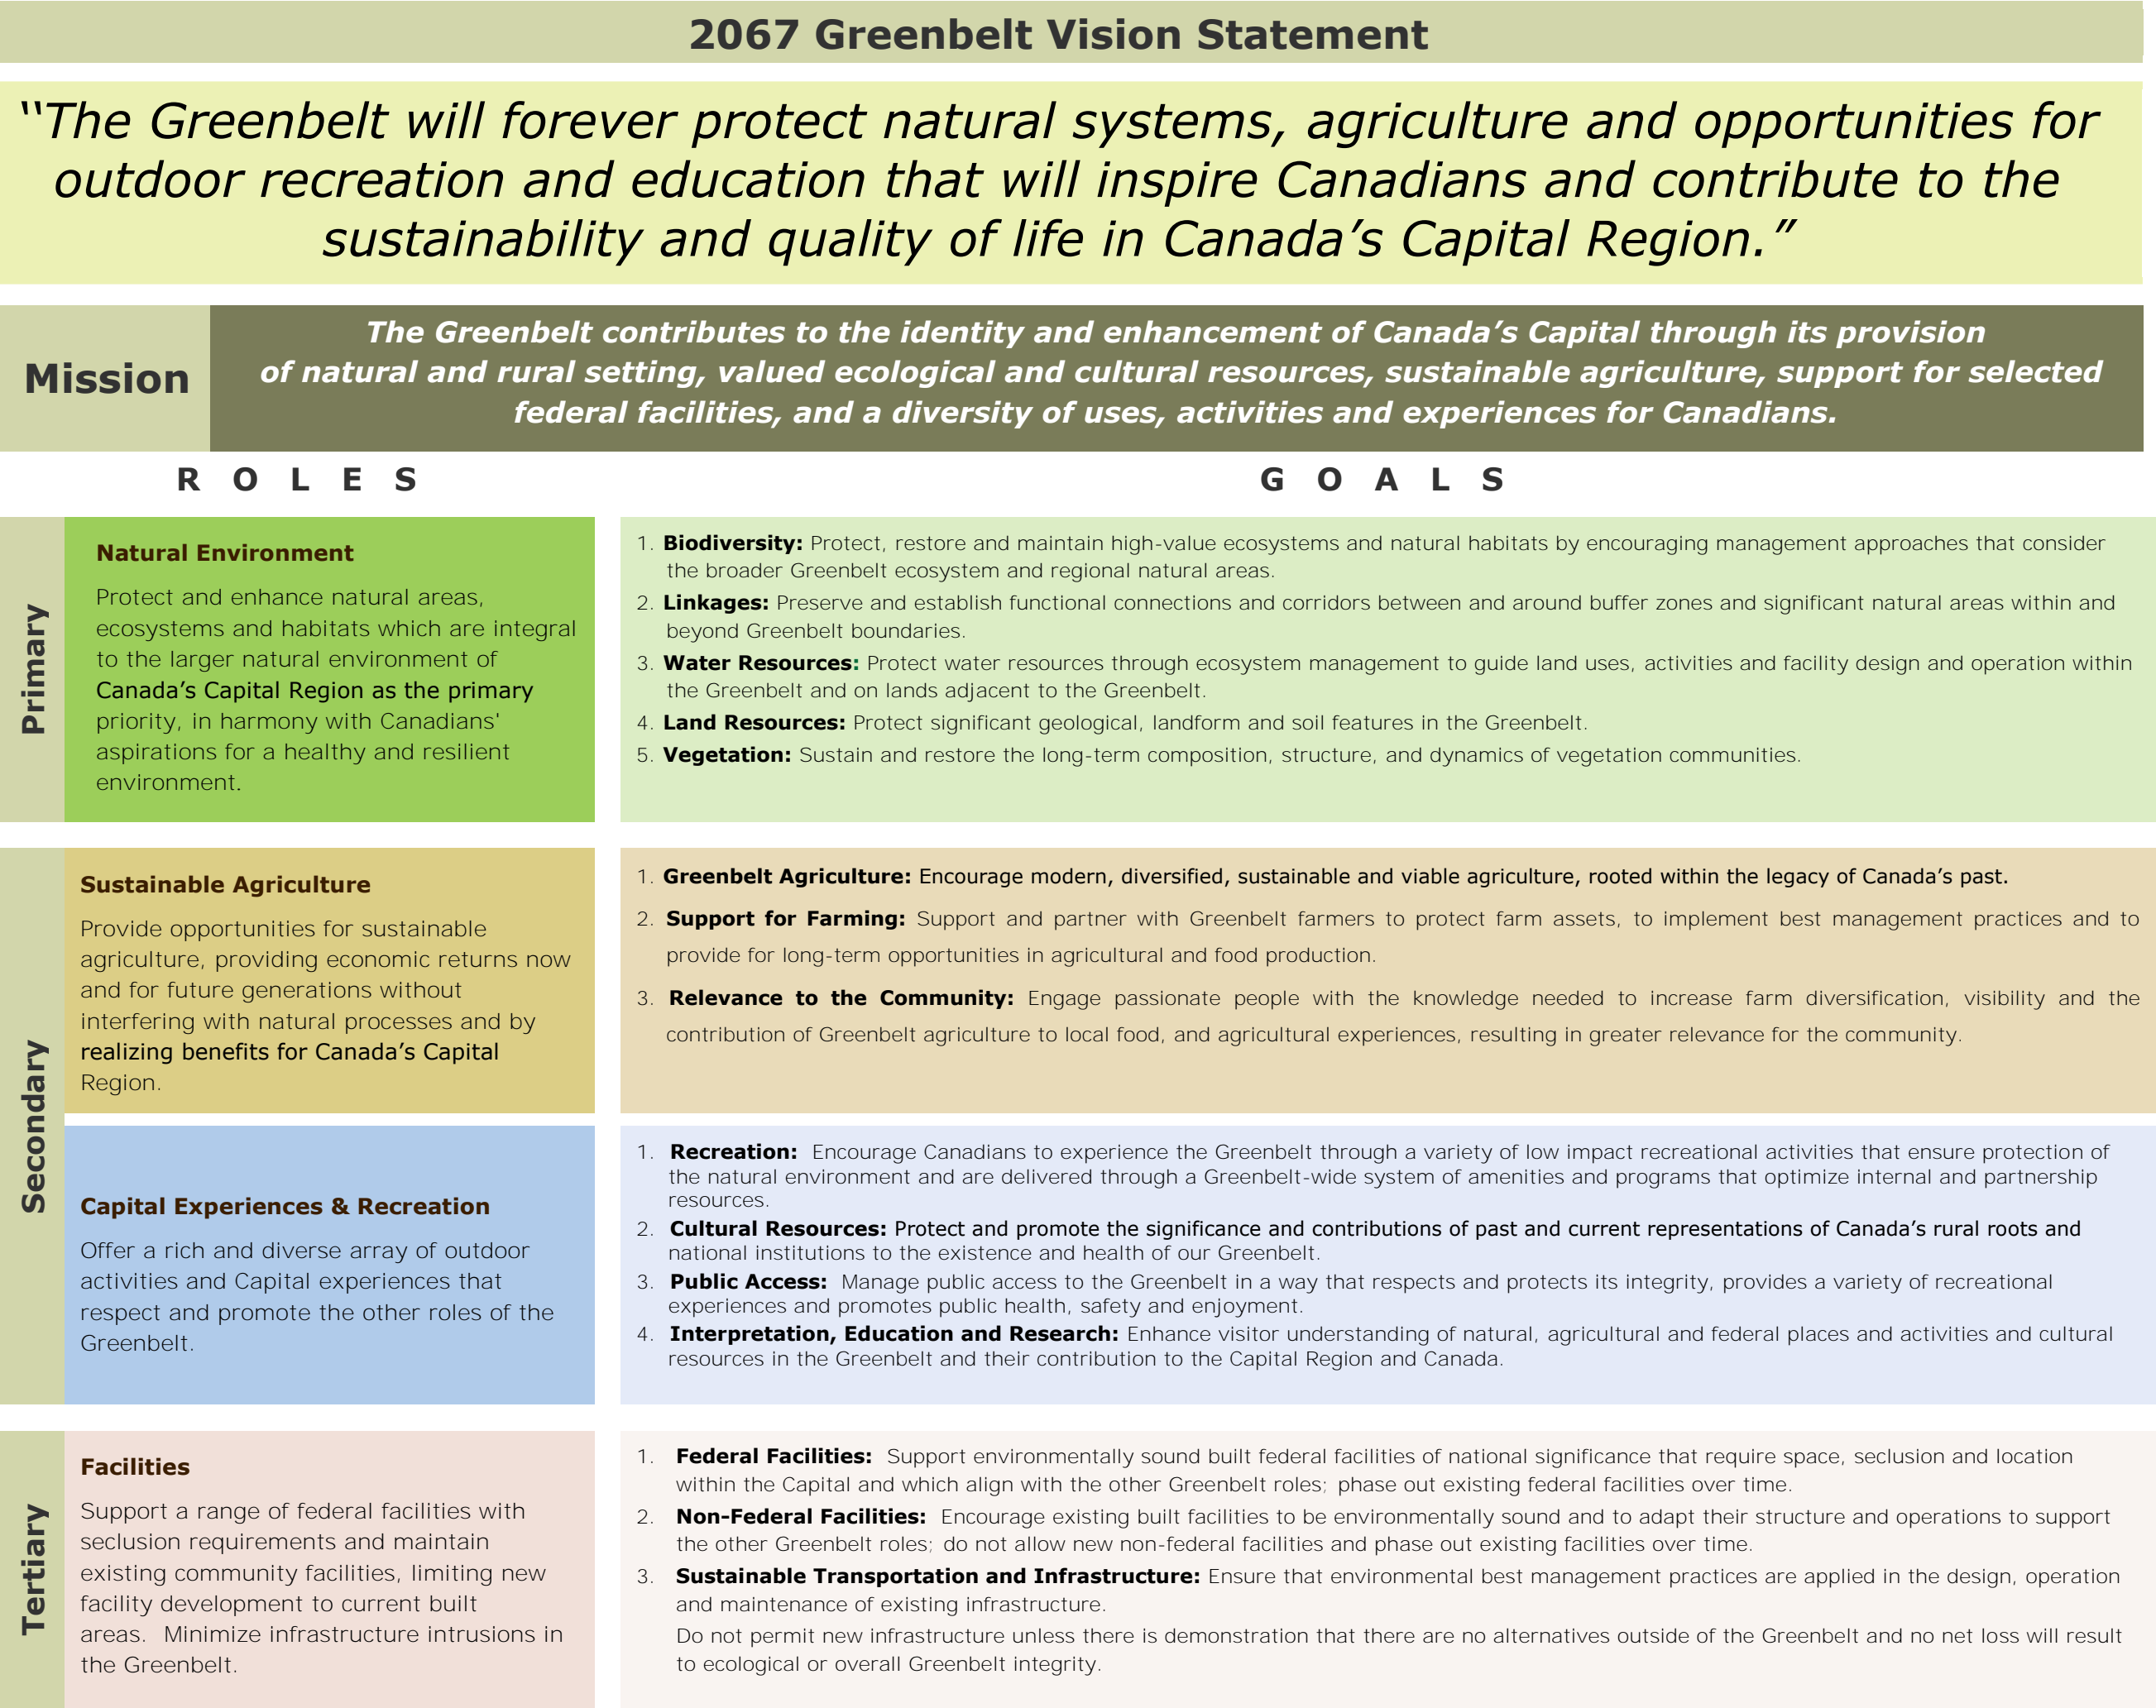 2067 Greenbelt Vision Statement
“The Greenbelt will forever protect natural systems, agriculture and opportunities for
outdoor recreation and education that will inspire Canadians and contribute to the
sustainability and quality of life in Canada’s Capital Region.”
Mission
The Greenbelt contributes to the identity and enhancement of Canada’s Capital through its provision
of natural and rural setting, valued ecological and cultural resources, sustainable agriculture, support for selected
federal facilities, and a diversity of uses, activities and experiences for Canadians.
ROLES
GOALS
Primary
Natural Environment
Protect and enhance natural areas,
ecosystems and habitats which are integral
to the larger natural environment of
Canada’s Capital Region as the primary
priority, in harmony with Canadians'
aspirations for a healthy and resilient
environment.
1. Biodiversity: Protect, restore and maintain high-value ecosystems and natural habitats by encouraging management approaches that consider
the broader Greenbelt ecosystem and regional natural areas.
2. Linkages: Preserve and establish functional connections and corridors between and around buffer zones and significant natural areas within and
beyond Greenbelt boundaries.
3. Water Resources: Protect water resources through ecosystem management to guide land uses, activities and facility design and operation within
the Greenbelt and on lands adjacent to the Greenbelt.
4. Land Resources: Protect significant geological, landform and soil features in the Greenbelt.
5. Vegetation: Sustain and restore the long-term composition, structure, and dynamics of vegetation communities.
Secondary
Sustainable Agriculture
Provide opportunities for sustainable
agriculture, providing economic returns now
and for future generations without
interfering with natural processes and by
realizing benefits for Canada’s Capital
Region.
1. Greenbelt Agriculture: Encourage modern, diversified, sustainable and viable agriculture, rooted within the legacy of Canada’s past.
2. Support for Farming: Support and partner with Greenbelt farmers to protect farm assets, to implement best management practices and to
provide for long-term opportunities in agricultural and food production.
3. Relevance to the Community: Engage passionate people with the knowledge needed to increase farm diversification, visibility and the
contribution of Greenbelt agriculture to local food, and agricultural experiences, resulting in greater relevance for the community.
Capital Experiences & Recreation
Offer a rich and diverse array of outdoor
activities and Capital experiences that
respect and promote the other roles of the
Greenbelt.
1. Recreation: Encourage Canadians to experience the Greenbelt through a variety of low impact recreational activities that ensure protection of
the natural environment and are delivered through a Greenbelt-wide system of amenities and programs that optimize internal and partnership
resources.
2. Cultural Resources: Protect and promote the significance and contributions of past and current representations of Canada’s rural roots and
national institutions to the existence and health of our Greenbelt.
3. Public Access: Manage public access to the Greenbelt in a way that respects and protects its integrity, provides a variety of recreational
experiences and promotes public health, safety and enjoyment.
4. Interpretation, Education and Research: Enhance visitor understanding of natural, agricultural and federal places and activities and cultural
resources in the Greenbelt and their contribution to the Capital Region and Canada.
Tertiary
Facilities
Support a range of federal facilities with
seclusion requirements and maintain
existing community facilities, limiting new
facility development to current built
areas. Minimize infrastructure intrusions in
the Greenbelt.
1. Federal Facilities: Support environmentally sound built federal facilities of national significance that require space, seclusion and location
within the Capital and which align with the other Greenbelt roles; phase out existing federal facilities over time.
2. Non-Federal Facilities: Encourage existing built facilities to be environmentally sound and to adapt their structure and operations to support
the other Greenbelt roles; do not allow new non-federal facilities and phase out existing facilities over time.
3. Sustainable Transportation and Infrastructure: Ensure that environmental best management practices are applied in the design, operation
and maintenance of existing infrastructure.
Do not permit new infrastructure unless there is demonstration that there are no alternatives outside of the Greenbelt and no net loss will result
to ecological or overall Greenbelt integrity.